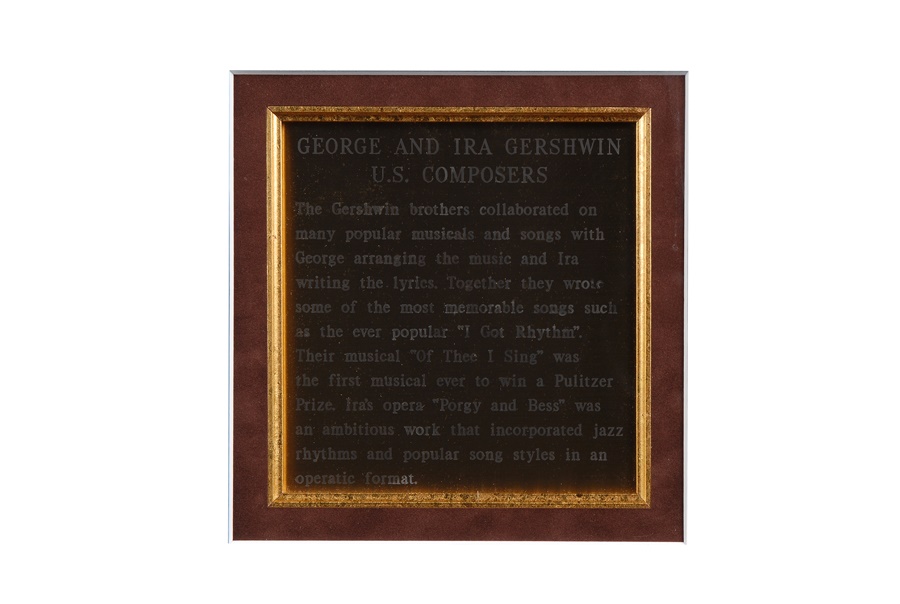 GEORGE AND IRA GERSHWIN
U.S. COMPOSERS
The Gershwin brothers collaborated on
many popular musicals and songs with
George arranging the music and Ira
writing the lyrics. Together they wrote
some of the most memorable songs such
as the ever popular "I Got Rhythm".
Their musical "Of Thee I Sing" was
the first musical ever to win a Pulitzer
Prize. Ira's opera "Porgy and Bess" was
an ambitious work that incorporated jazz
rhythms and popular song styles in an
operatic format.